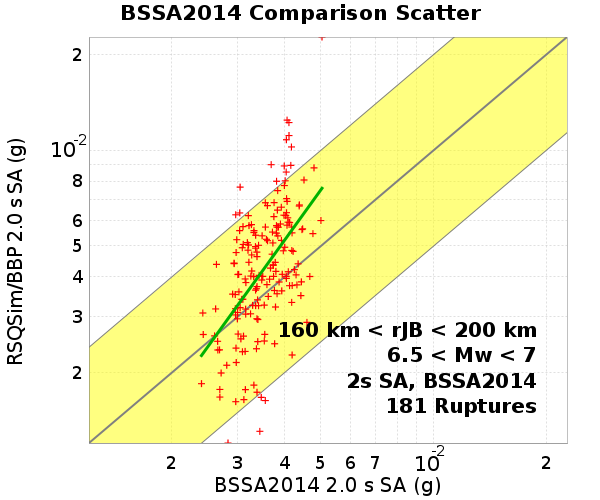 BSSA2014 Comparison Scatter
RSQSim/BBP 2.0 s SA (g)
2
10-2
8
6
5
4
3
2
160 km < rJB < 200 km
6.5 < Mw < 7
2s SA, BSSA2014
181 Ruptures
2 3 4 5 6 7 10-2 2
BSSA2014 2.0 s SA (g)